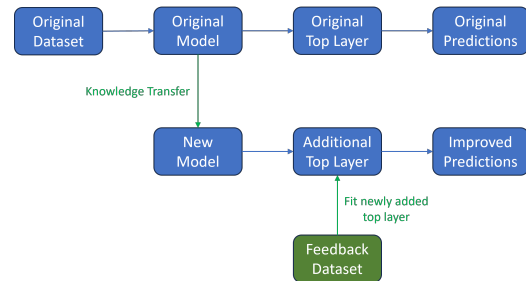 Original
Dataset
Original
Model
Original
Top Layer
Original
Predictions
Knowledge Transfer
New
Model
Additional
Top Layer
Improved
Predictions
Fit newly added
top layer
Feedback
Dataset